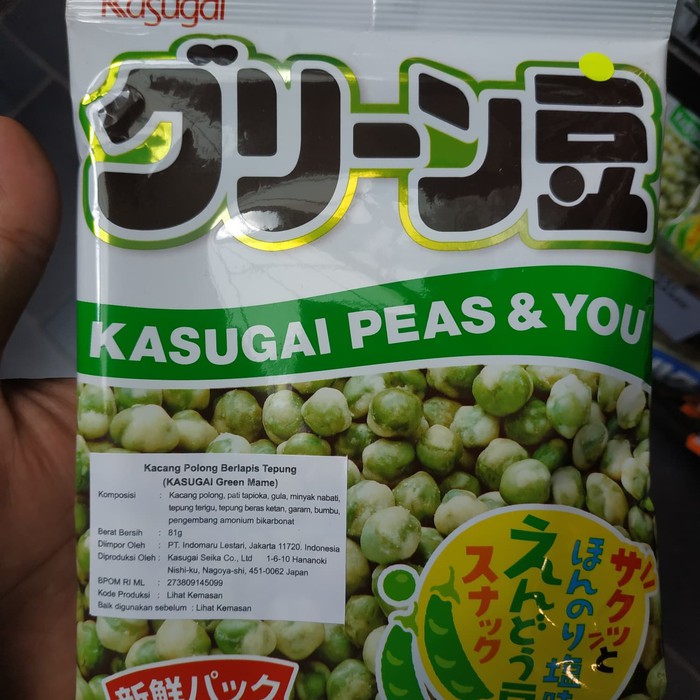 Kasugai
グリーン豆
KASUGAI PEAS & YOU
Kacang Polong Berlapis Tepung
(KASUGAI Green Mame)
Komposisi : Kacang polong, pati tapioka, gula, minyak nabati,
tepung terigu, tepung beras ketan, garam, bumbu,
pengembang amonium bikarbonat
Berat Bersih : 81g
Diimpor Oleh : PT. Indomaru Lestari, Jakarta 11720. Indonesia
Diproduksi Oleh : Kasugai Seika Co., Ltd 1-6-10 Hananoki
Nishi-ku, Nagoya-shi, 451-0062 Japan
BPOM RI ML : 273809145099
Kode Produksi : Lihat Kemasan
Baik digunakan sebelum : Lihat Kemasan
サクッと
ほんのり塩味
えんどう豆
スナック
新鮮パック